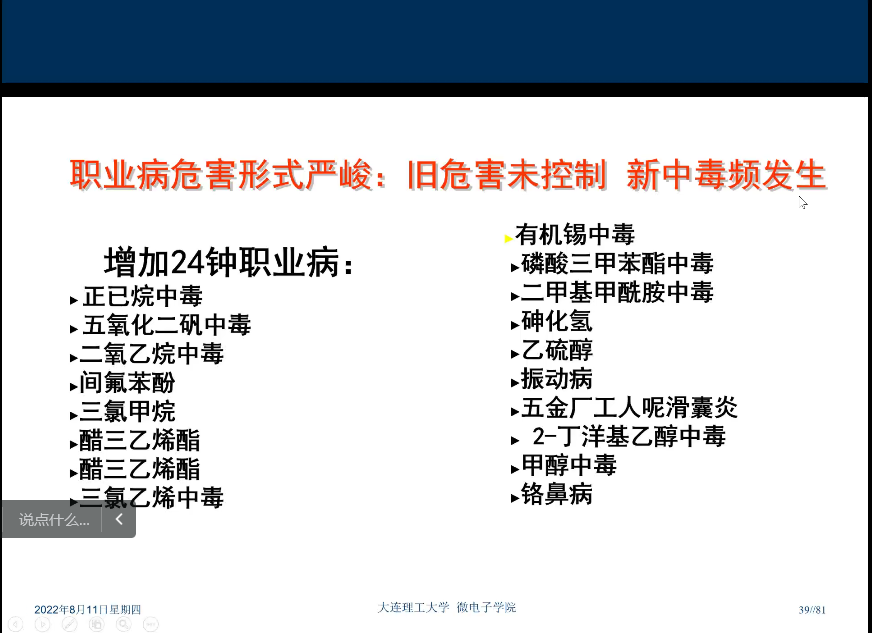 职业病危害形式严峻：旧危害未控制 新中毒频发生
增加24钟职业病：
正已烷中毒
五氧化二矾中毒
二氧乙烷中毒
间氟苯酚
三氯甲烷
醋三乙烯酯
醋三乙烯酯
三氯乙烯中毒
有机锡中毒
磷酸三甲苯酯中毒
二甲基甲酰胺中毒
砷化氢
乙硫醇
振动病
五金厂工人呢滑囊炎
2-丁洋基乙醇中毒
甲醇中毒
铬鼻病
说点什么...
2022年8月11日星期四
大连理工大学 微电子学院
39//81